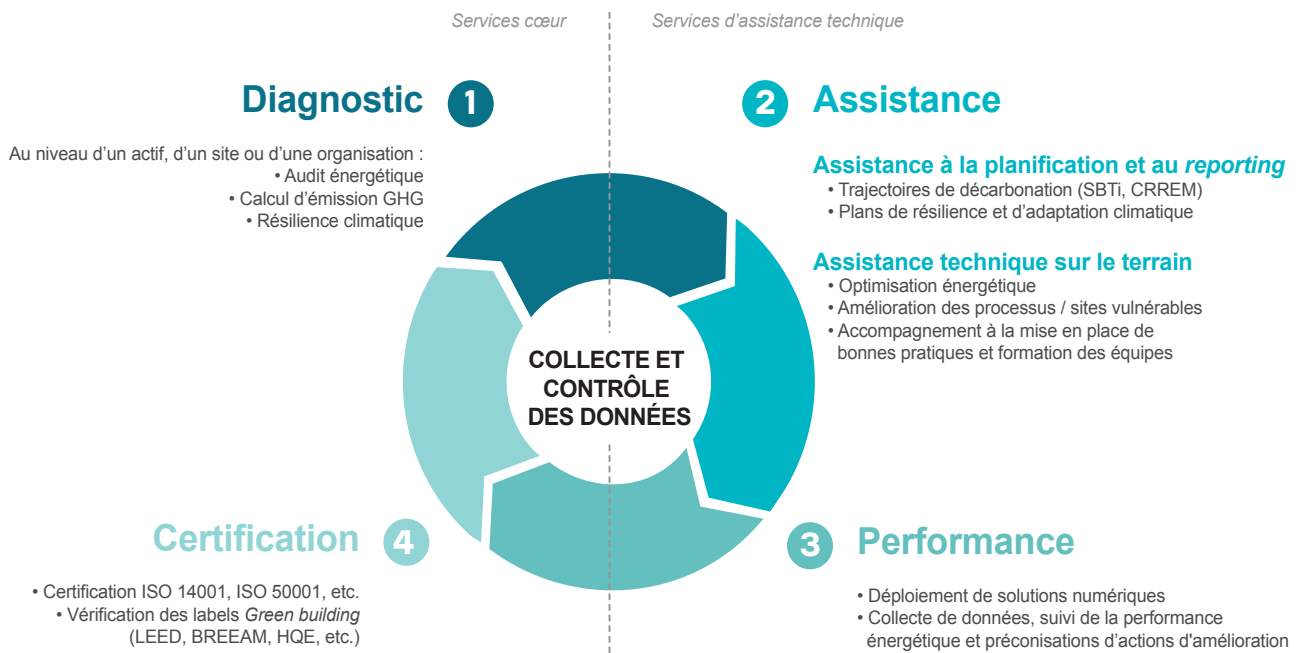 Services cœur
Services d'assistance technique
Diagnostic 1
Au niveau d'un actif, d'un site ou d'une organisation :
• Audit énergétique
• Calcul d'émission GHG
• Résilience climatique
2 Assistance
Assistance à la planification et au reporting
• Trajectoires de décarbonation (SBTi, CRREM)
• Plans de résilience et d'adaptation climatique
Assistance technique sur le terrain
• Optimisation énergétique
• Amélioration des processus / sites vulnérables
• Accompagnement à la mise en place de
bonnes pratiques et formation des équipes
COLLECTE ET
CONTRÔLE
DES DONNÉES
Certification 4
• Certification ISO 14001, ISO 50001, etc.
• Vérification des labels Green building
(LEED, BREEAM, HQE, etc.)
3 Performance
• Déploiement de solutions numériques
• Collecte de données, suivi de la performance
énergétique et préconisations d'actions d'amélioration